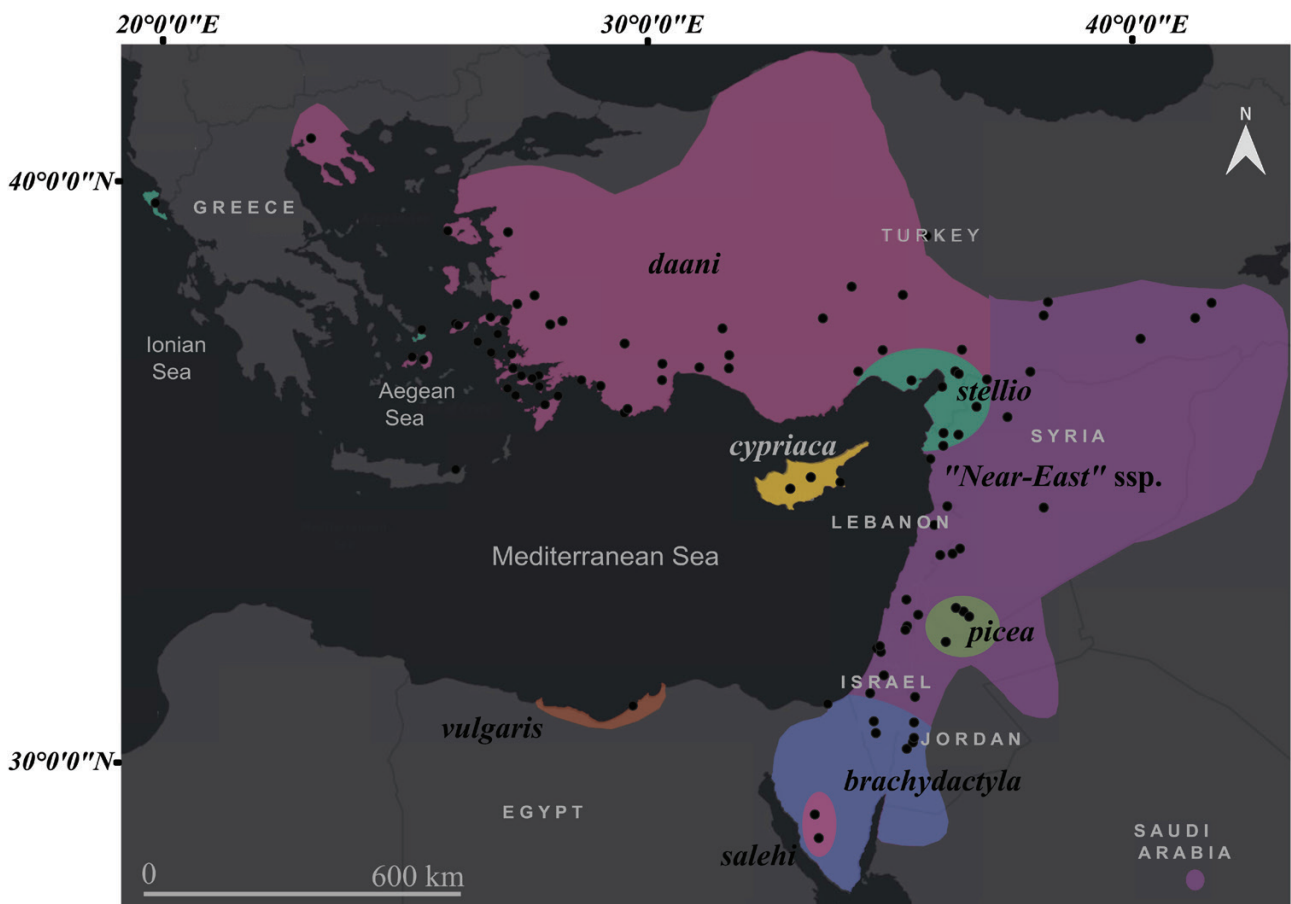 20°0'0"E 30°0'0"E 40°0'0"E
N
40°0'0"N
GREECE
TURKEY
daani
Ionian
Sea
Aegean
Sea
stellio
cypriaca
SYRIA
"Near-East" ssp.
LEBANON
Mediterranean Sea
picea
ISRAEL
vulgaris
JORDAN
30°0'0"N
brachydactyla
EGYPT
salehi
SAUDI
ARABIA
0 600 km